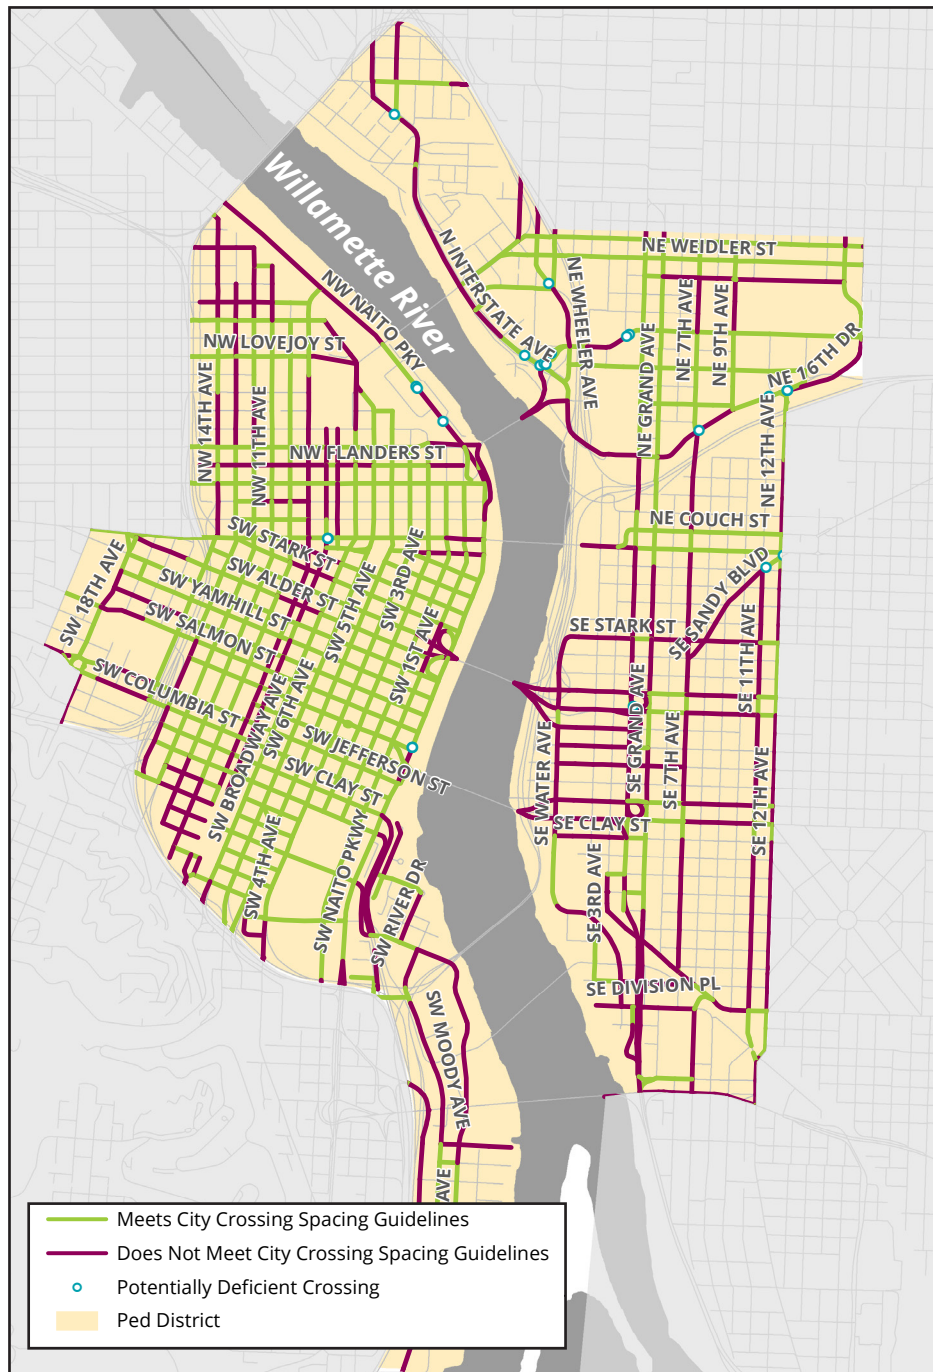 Willamette River
NE WEIDLER ST
N INTERSTATE AVE
NE WHEELER AVE
NW NAITO PKY
NE 7TH AVE
NE 9TH AVE
NE GRAND AVE
NE 16TH DR
NW LOVEJOY ST
NW 14TH AVE
NW 11TH AVE
NE 12TH AVE
NW FLANDERS ST
NE COUCH ST
SW STARK ST
SW 18TH AVE
SW ALDER ST
SW 3RD AVE
SW YAMHILL ST
SW 5TH AVE
SE SANDY BLVD
SW SALMON ST
SW 1ST AVE
SE STARK ST
SE 11TH AVE
SW COLUMBIA ST
SW BROADWAY AVE
SW 6TH AVE
SE GRAND AVE
SW JEFFERSON ST
SE WATER AVE
SE 7TH AVE
SW CLAY ST
SE 12TH AVE
SE CLAY ST
SW 4TH AVE
SW NAITO PKWY
SW RIVER DR
SE 3RD AVE
SE DIVISION PL
SW MOODY AVE
AVE
Meets City Crossing Spacing Guidelines
Does Not Meet City Crossing Spacing Guidelines
Potentially Deficient Crossing
Ped District